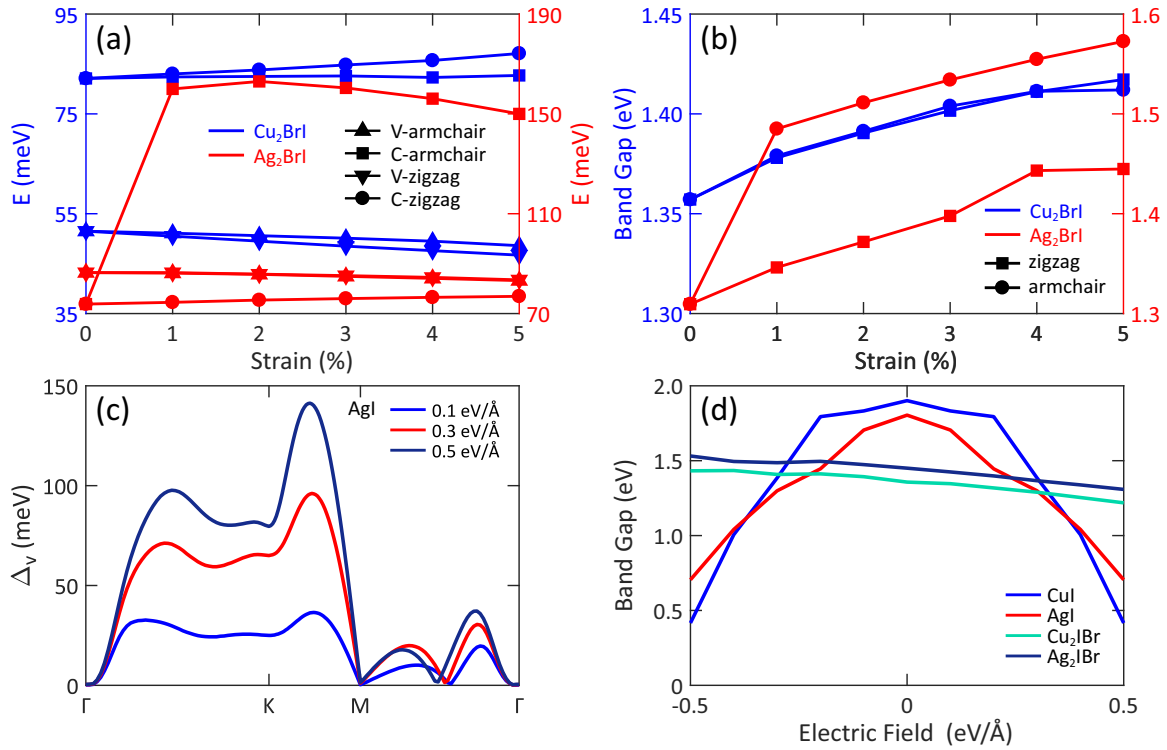 (a)
95
75
55
35
E (meV)
190
150
110
70
E (meV)
Cu₂BrI
Ag₂BrI
V-armchair
C-armchair
V-zigzag
C-zigzag
0 1 2 3 4 5
Strain (%)
(b)
1.45
1.40
1.35
1.30
Band Gap (eV)
1.6
1.5
1.4
1.3
Cu₂BrI
Ag₂BrI
zigzag
armchair
0 1 2 3 4 5
Strain (%)
(c)
150
100
50
0
Δᵥ (meV)
AgI
0.1 eV/Å
0.3 eV/Å
0.5 eV/Å
Γ K M Γ
(d)
2.0
1.5
1.0
0.5
0
Band Gap (eV)
CuI
AgI
Cu₂IBr
Ag₂IBr
-0.5 0 0.5
Electric Field (eV/Å)